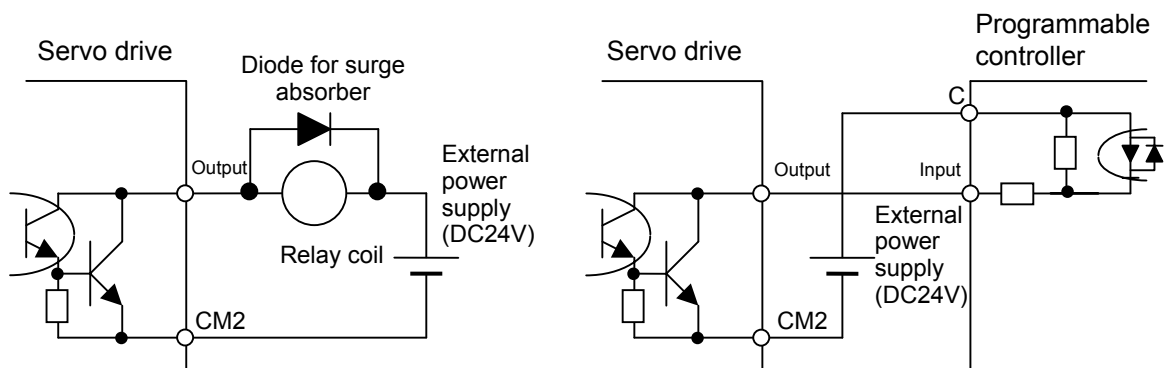 Servo drive
Diode for surge
absorber
Output
External
power
supply
(DC24V)
Relay coil
CM2
Servo drive
Programmable
controller
C
Output
Input
External
power
supply
(DC24V)
CM2